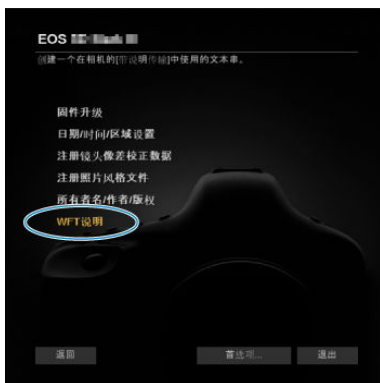 EOS
创建一个在相机的[带说明传输]中使用的文本串。
固件升级
日期/时间/区域设置
注册镜头像差校正数据
注册照片风格文件
所有者名/作者/版权
WFT说明
返回
首选项...
退出